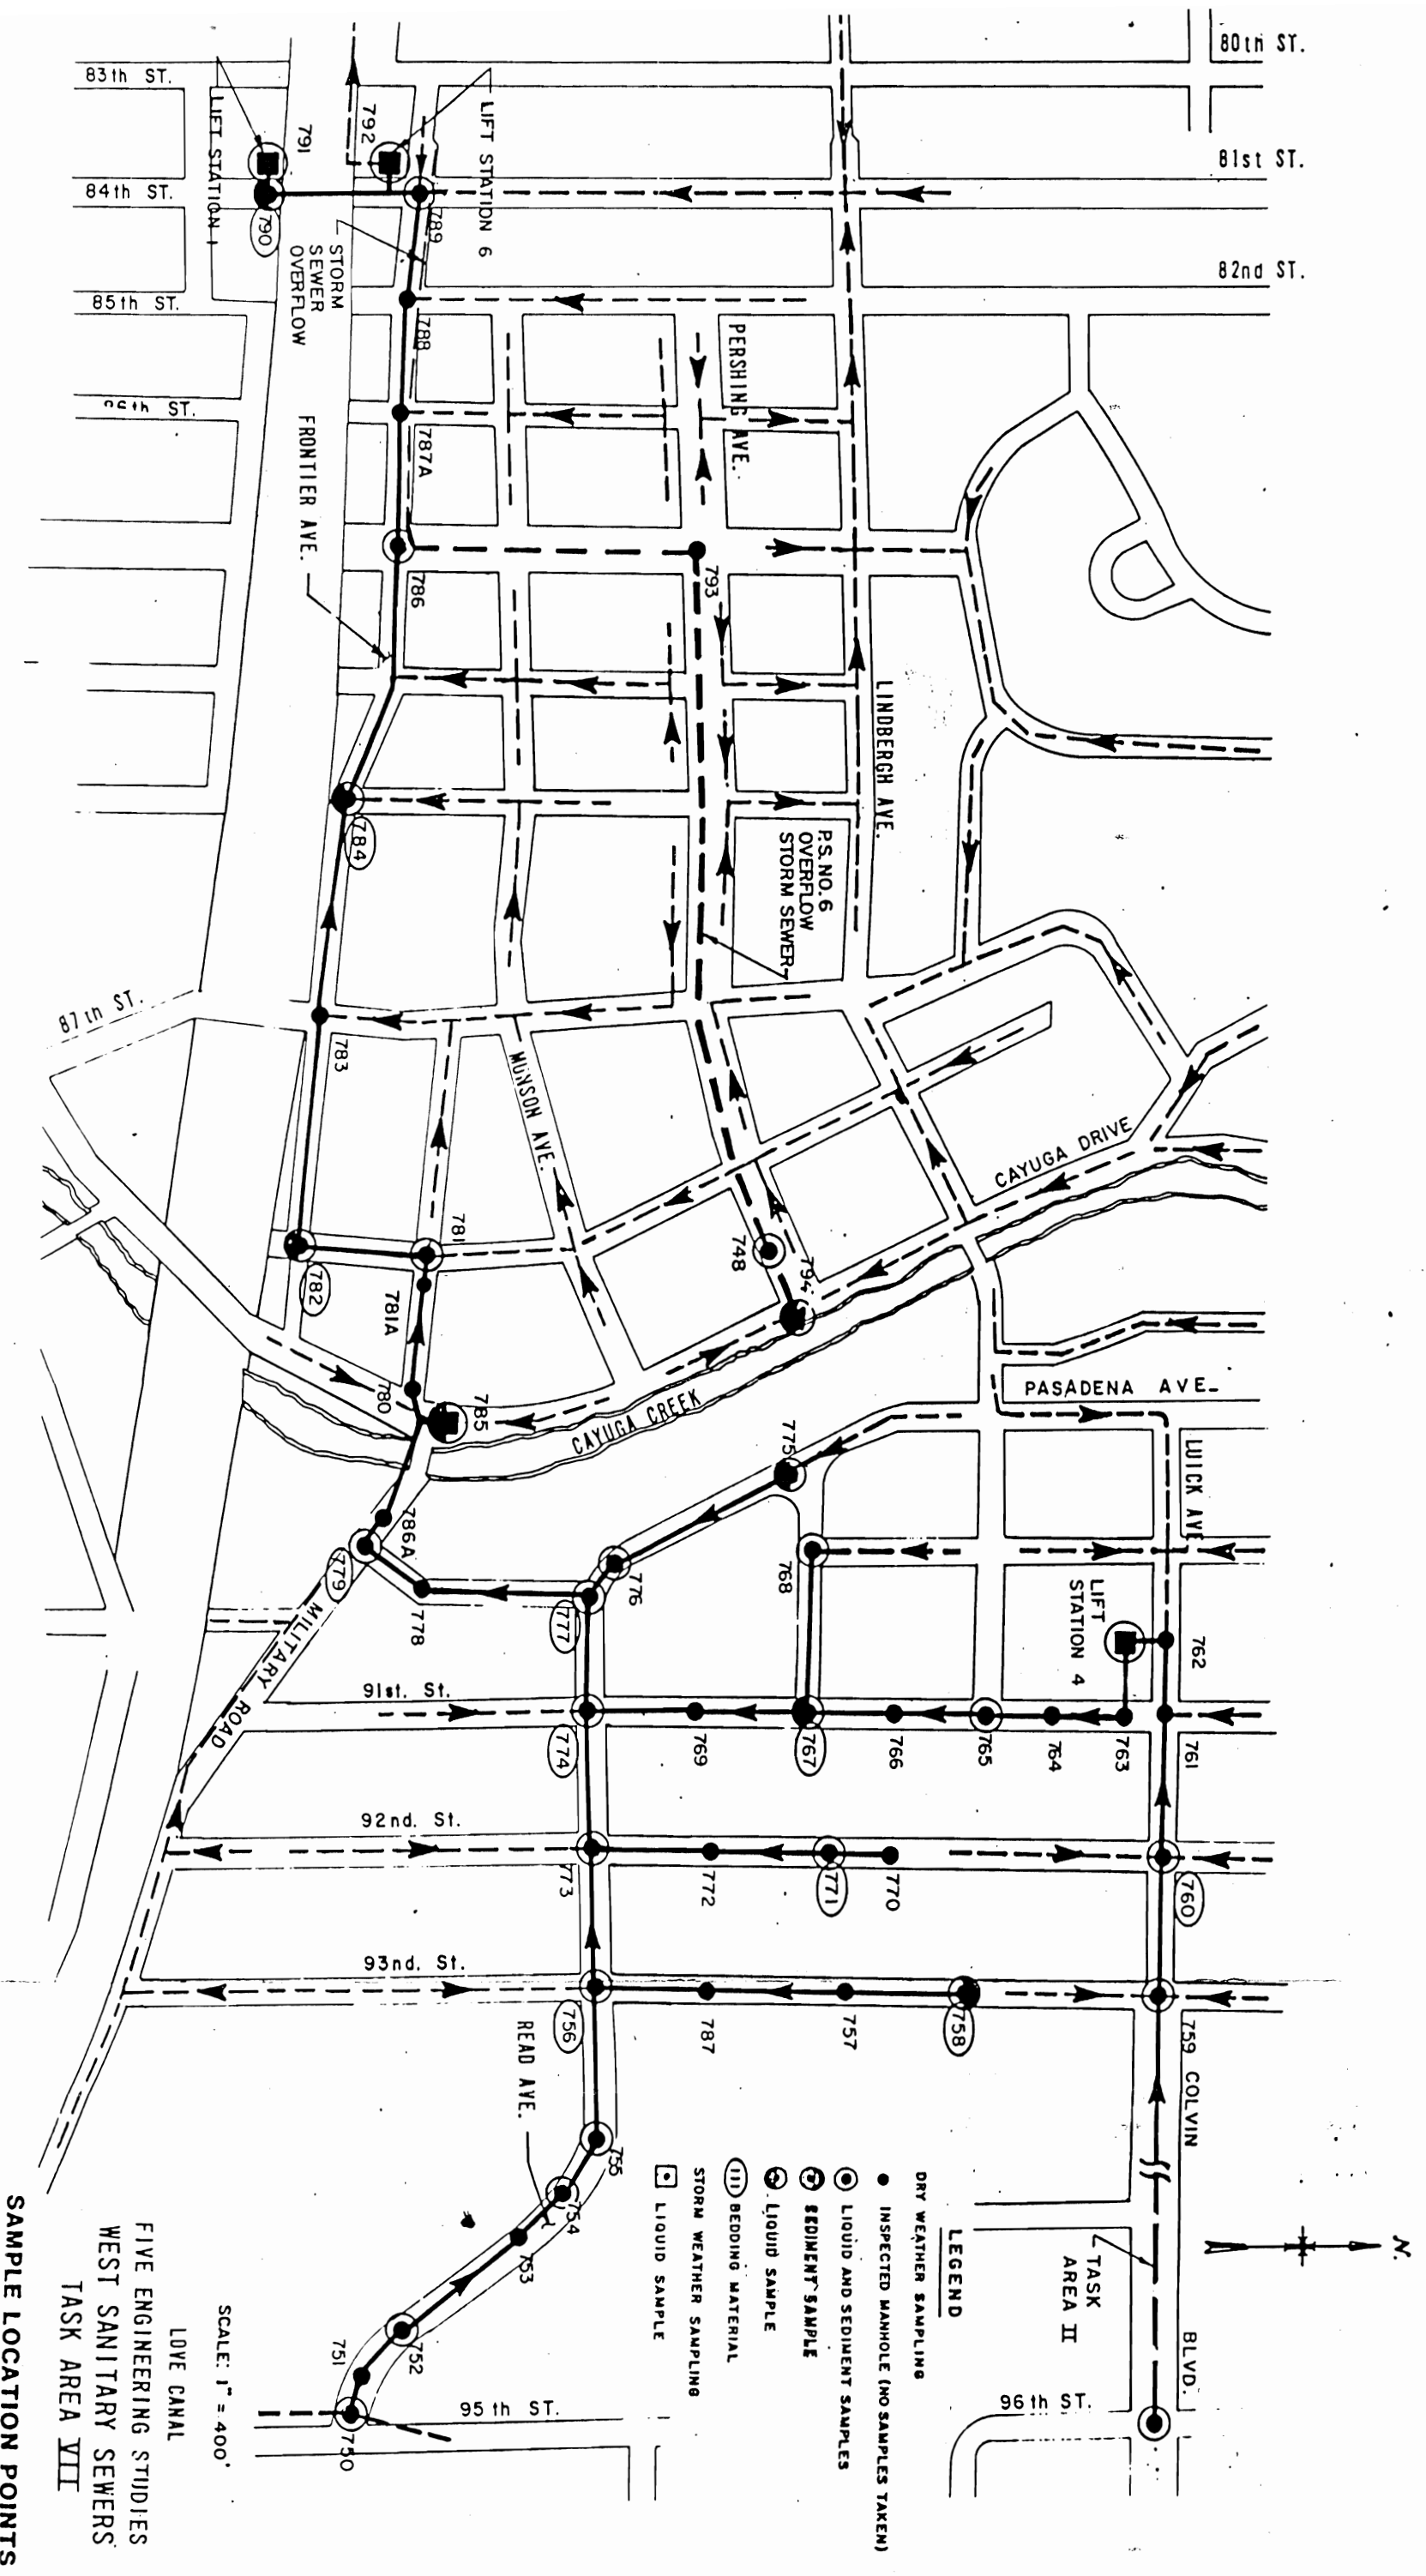 80th ST.
81st ST.
82nd ST.
83th ST.
84th ST.
85th ST.
87th ST.
LIFT STATION 1
791
790
792
LIFT STATION 6
789
STORM
SEWER
OVERFLOW
788
787A
FRONTIER AVE.
786
784
783
782
PERSHING AVE.
793
LINDBERGH AVE.
P.S. NO. 6
OVERFLOW
STORM SEWER
MUNSON AVE.
CAYUGA DRIVE
781
781A
748
794
780
785
CAYUGA CREEK
PASADENA AVE.
LUICK AVE
775
786A
779
776
768
778
777
LIFT
STATION 4
762
MILITARY ROAD
91st. St.
774
769
767
766
765
764
763
761
92nd. St.
773
772
771
770
760
93nd. St.
756
787
757
758
759
COLVIN
BLVD.
READ AVE.
755
754
753
752
751
750
95th ST.
96th ST.
TASK
AREA II
N.
LEGEND
DRY WEATHER SAMPLING
INSPECTED MANHOLE (NO SAMPLES TAKEN)
LIQUID AND SEDIMENT SAMPLES
SEDIMENT SAMPLE
LIQUID SAMPLE
(111) BEDDING MATERIAL
STORM WEATHER SAMPLING
LIQUID SAMPLE
SCALE: 1" = 400'
LOVE CANAL
FIVE ENGINEERING STUDIES
WEST SANITARY SEWERS
TASK AREA VII
SAMPLE LOCATION POINTS